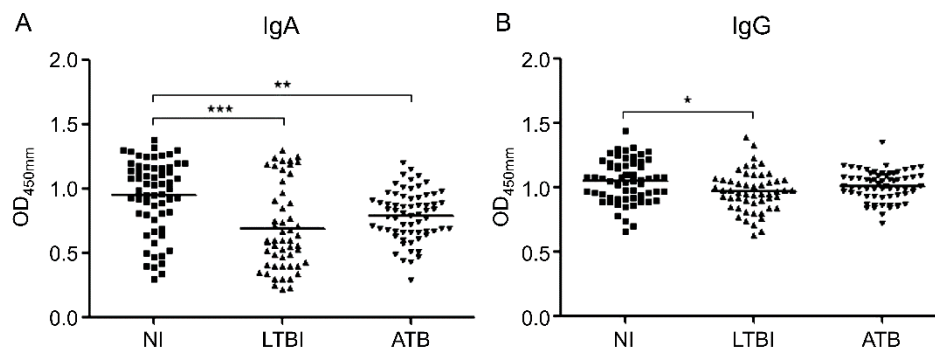 A
IgA
OD450mm
2.0
1.5
1.0
0.5
0.0
**
***
NI
LTBI
ATB
B
IgG
OD450mm
2.0
1.5
1.0
0.5
0.0
*
NI
LTBI
ATB